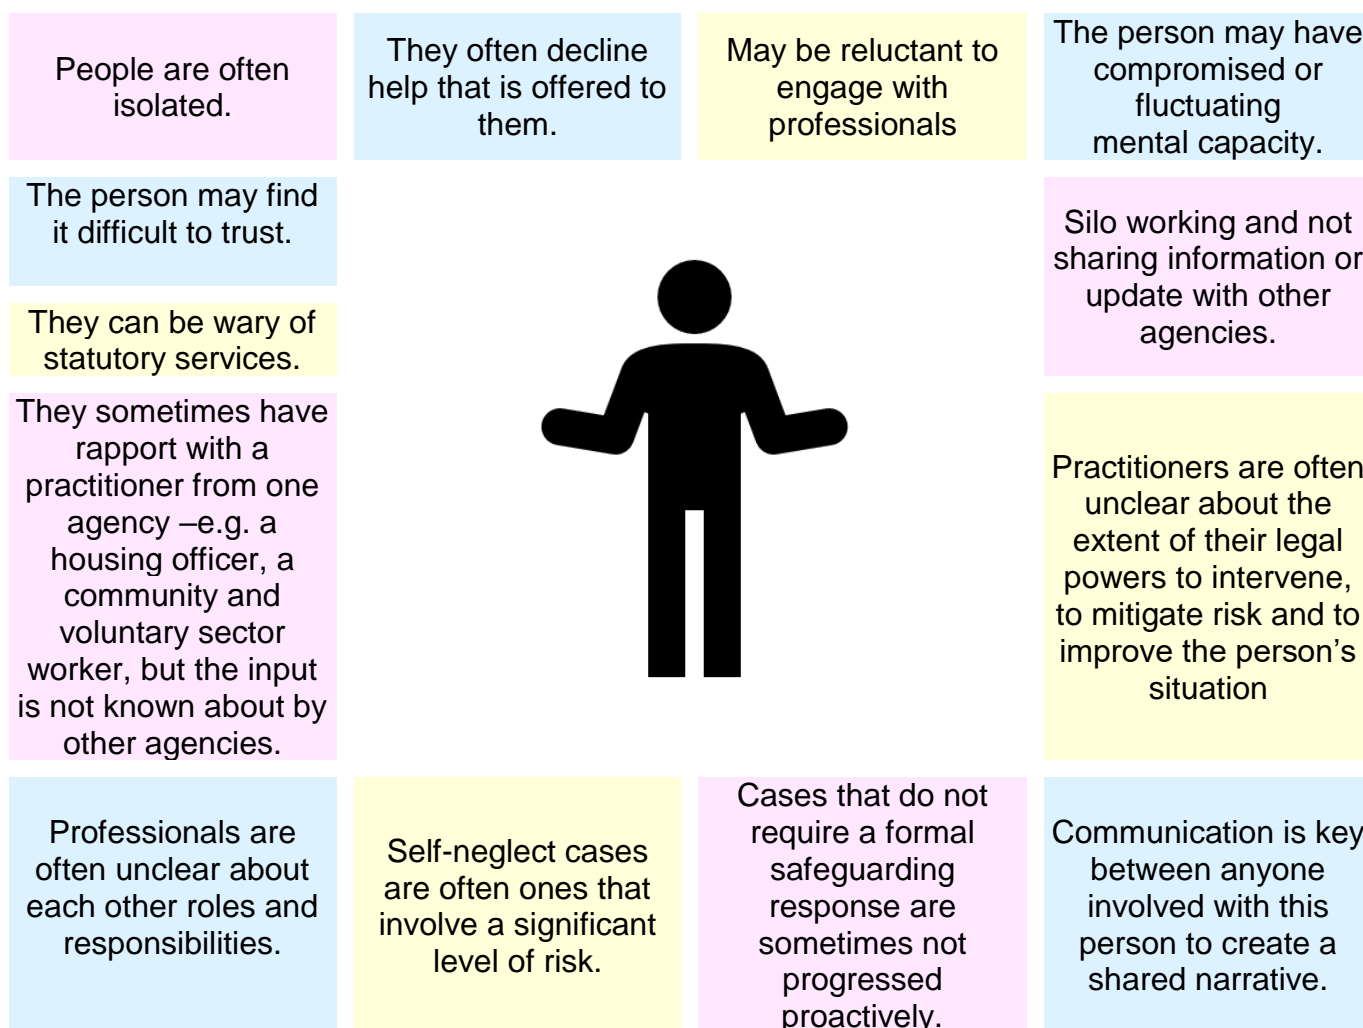 People are often
isolated.
They often decline
help that is offered to
them.
May be reluctant to
engage with
professionals
The person may have
compromised or
fluctuating
mental capacity.
The person may find
it difficult to trust.
Silo working and not
sharing information or
update with other
agencies.
They can be wary of
statutory services.
They sometimes have
rapport with a
practitioner from one
agency –e.g. a
housing officer, a
community and
voluntary sector
worker, but the input
is not known about by
other agencies.
Practitioners are often
unclear about the
extent of their legal
powers to intervene,
to mitigate risk and to
improve the person’s
situation
Professionals are
often unclear about
each other roles and
responsibilities.
Self-neglect cases
are often ones that
involve a significant
level of risk.
Cases that do not
require a formal
safeguarding
response are
sometimes not
progressed
proactively.
Communication is key
between anyone
involved with this
person to create a
shared narrative.